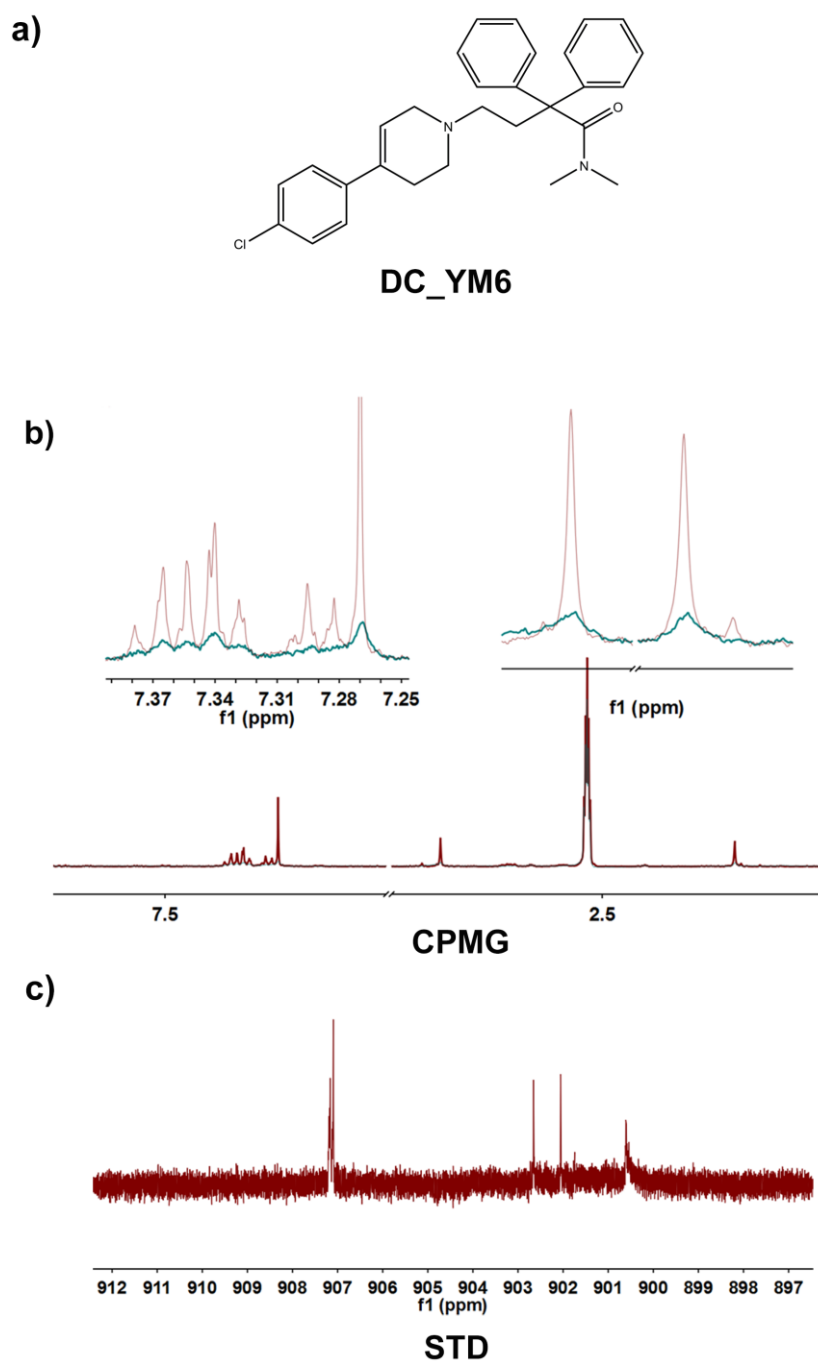 a)
O
N
N
Cl
DC_YM6
b)
7.37 7.34 7.31 7.28 7.25
f1 (ppm)
f1 (ppm)
7.5 2.5
CPMG
c)
912 911 910 909 908 907 906 905 904 903 902 901 900 899 898 897
f1 (ppm)
STD